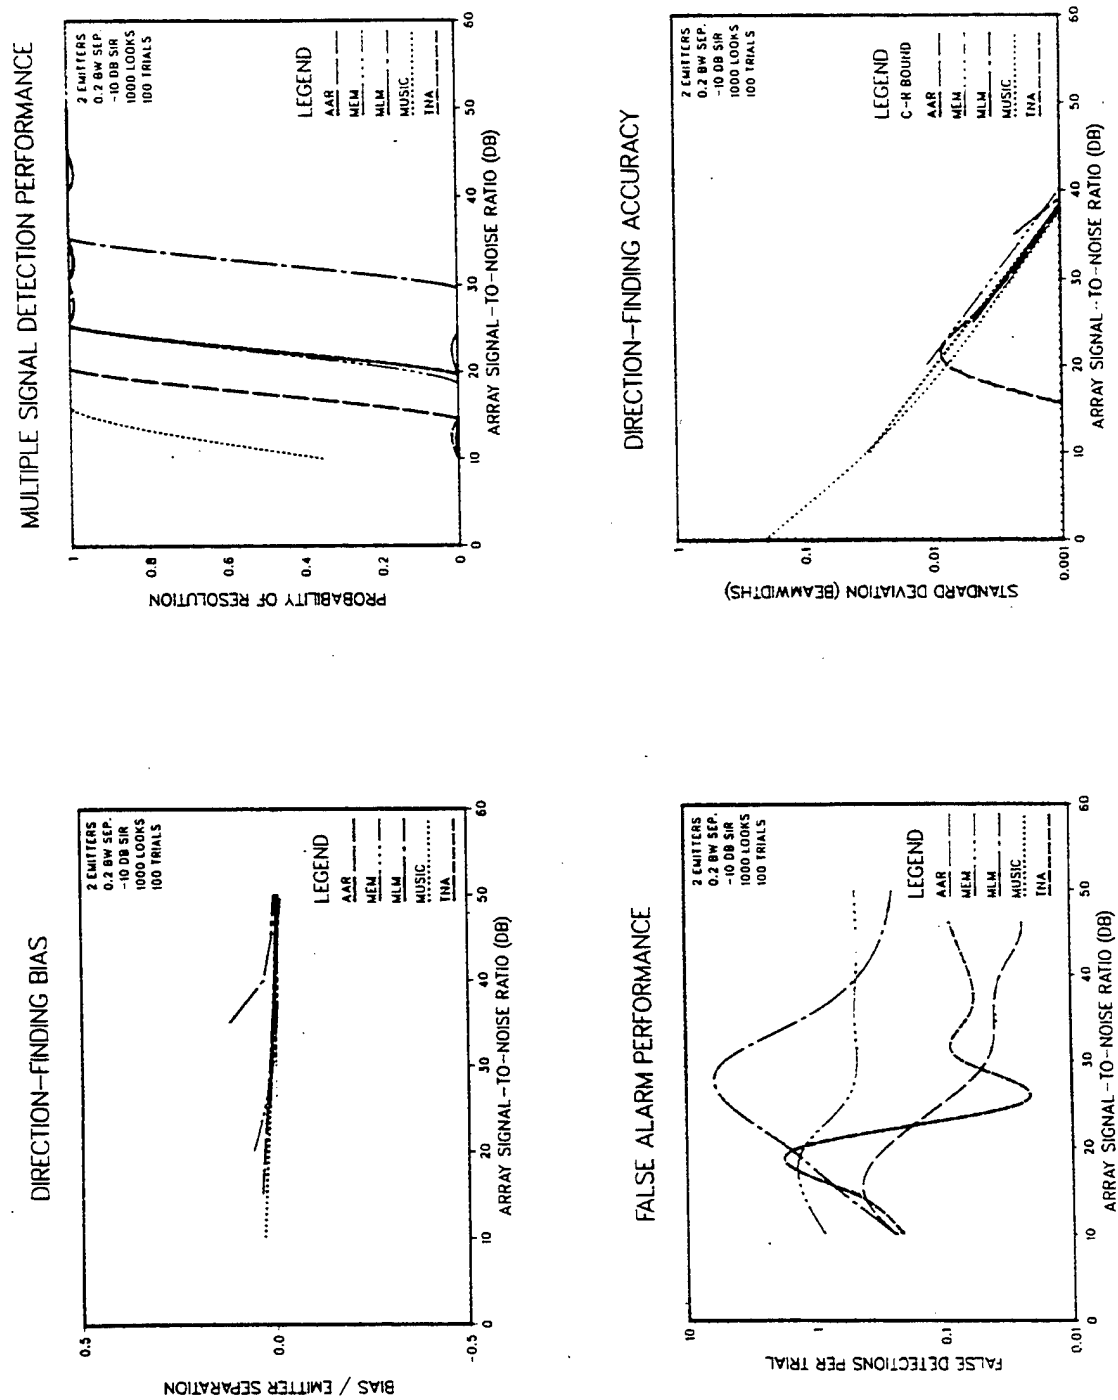 MULTIPLE SIGNAL DETECTION PERFORMANCE
2 EMITTERS
0.2 BW SEP.
-10 DB SIR
1000 LOOKS
100 TRIALS
LEGEND
AAR
MEM
MLM
MUSIC
TNA
PROBABILITY OF RESOLUTION
1
0.8
0.6
0.4
0.2
0
0
10
20
30
40
50
60
ARRAY SIGNAL-TO-NOISE RATIO (DB)
DIRECTION-FINDING ACCURACY
2 EMITTERS
0.2 BW SEP.
-10 DB SIR
1000 LOOKS
100 TRIALS
LEGEND
C-R BOUND
AAR
MEM
MLM
MUSIC
TNA
STANDARD DEVIATION (BEAMWIDTHS)
1
0.1
0.01
0.001
0
10
20
30
40
50
60
ARRAY SIGNAL-TO-NOISE RATIO (DB)
DIRECTION-FINDING BIAS
2 EMITTERS
0.2 BW SEP.
-10 DB SIR
1000 LOOKS
100 TRIALS
LEGEND
AAR
MEM
MLM
MUSIC
TNA
BIAS / EMITTER SEPARATION
0.5
0.0
-0.5
0
10
20
30
40
50
60
ARRAY SIGNAL-TO-NOISE RATIO (DB)
FALSE ALARM PERFORMANCE
2 EMITTERS
0.2 BW SEP.
-10 DB SIR
1000 LOOKS
100 TRIALS
LEGEND
AAR
MEM
MLM
MUSIC
TNA
FALSE DETECTIONS PER TRIAL
10
1
0.1
0.01
0
10
20
30
40
50
60
ARRAY SIGNAL-TO-NOISE RATIO (DB)